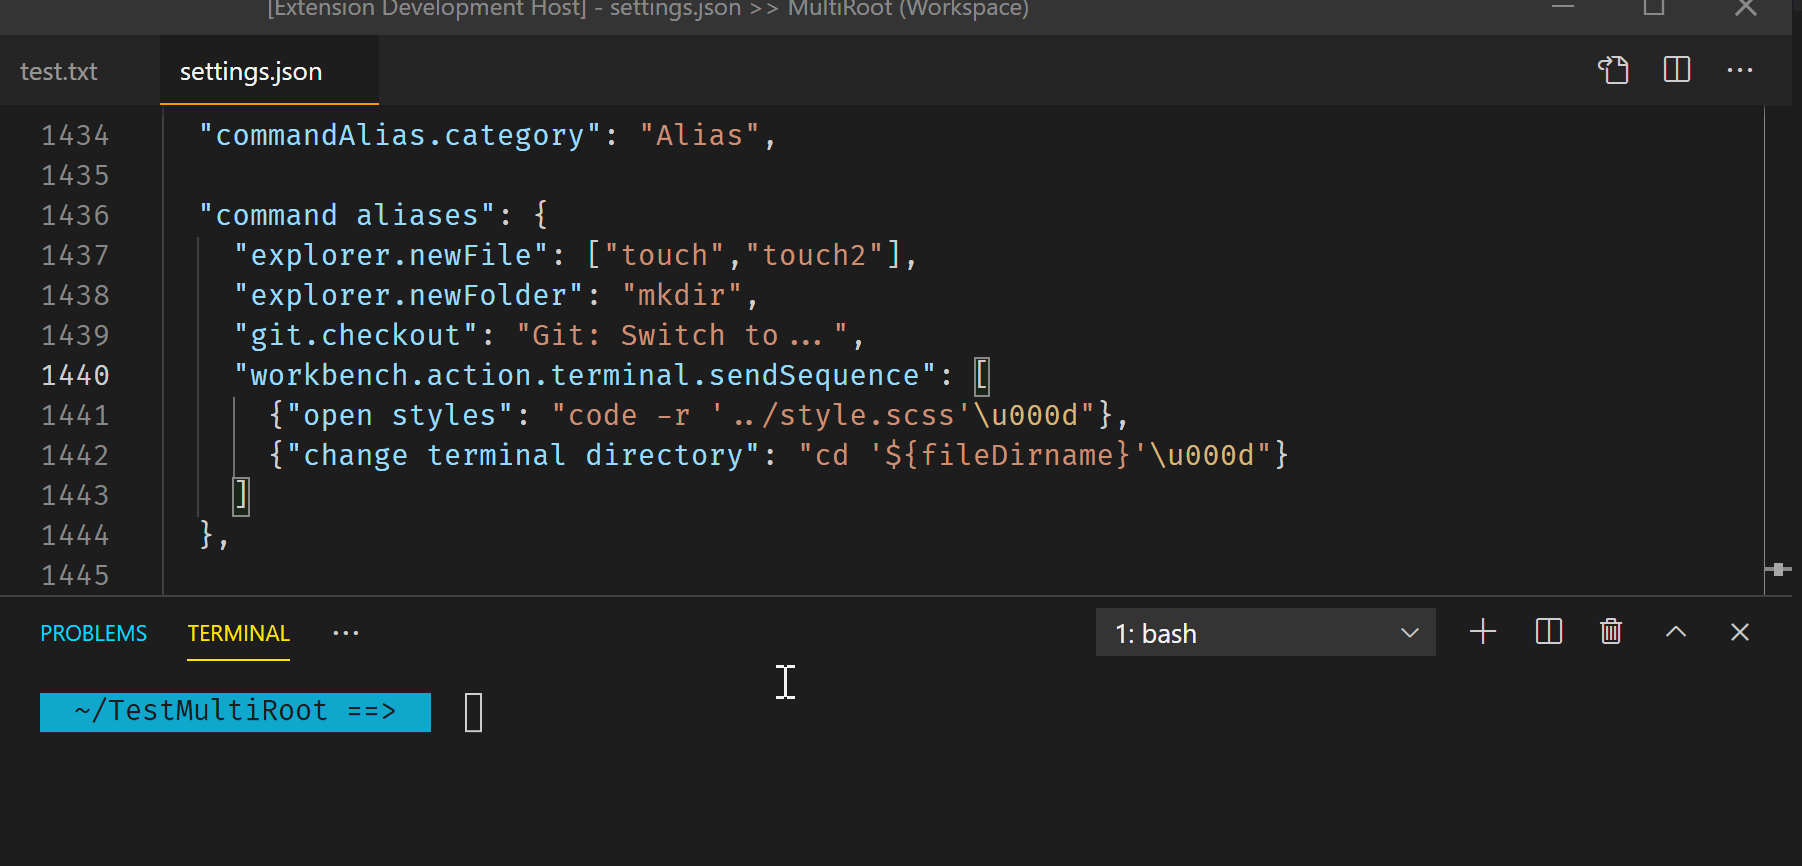 [Extension Development Host] - settings.json >> MultiRoot (Workspace)
test.txt settings.json
1434 "commandAlias.category": "Alias",
1435
1436 "command aliases": {
1437 "explorer.newFile": ["touch","touch2"],
1438 "explorer.newFolder": "mkdir",
1439 "git.checkout": "Git: Switch to...",
1440 "workbench.action.terminal.sendSequence": [
1441 {"open styles": "code -r '../style.scss'\u000d"},
1442 {"change terminal directory": "cd '${fileDirname}'\u000d"}
1443 ]
1444 },
1445
PROBLEMS TERMINAL ... 1: bash
~/TestMultiRoot ==>